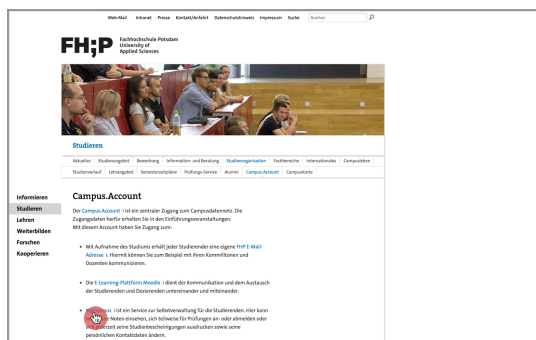 Web-Mail Intranet Presse Kontakt/Anfahrt Datenschutzhinweis Impressum Suche Suchen
FH;P Fachhochschule Potsdam
University of
Applied Sciences
Studieren
Aktuelles Studienangebot Bewerbung Information und Beratung Studienorganisation Fachbereiche Internationales Campusleben
Studienverlauf Lehrangebot Semesterzeitpläne Prüfungs-Service Alumni Campus.Account CampusKarte
Informieren
Studieren
Lehren
Weiterbilden
Forschen
Kooperieren
Campus.Account
Der Campus.Account › ist ein zentraler Zugang zum Campusdatennetz. Die
Zugangsdaten herfür erhalten Sie in den Einführungsveranstaltungen.
Mit diesem Account haben Sie Zugang zum:
• Mit Aufnahme des Studiums erhält jeder Studierender eine eigene FHP E-Mail-
Adresse ›. Hiermit können Sie zum Beispiel mit Ihren Kommilitonen und
Dozenten kommunizieren.
• Die E-Learning-Plattform Moodle › dient der Kommunikation und dem Austausch
der Studierenden und Dozierenden untereinander und miteinander.
• › ist ein Service zur Selbstverwaltung für die Studierenden. Hier kann
Noten einsehen, sich teilweise für Prüfungen an- oder abmelden oder
jederzeit seine Studienbescheinigungen ausdrucken sowie seine
persönlichen Kontaktdaten ändern.